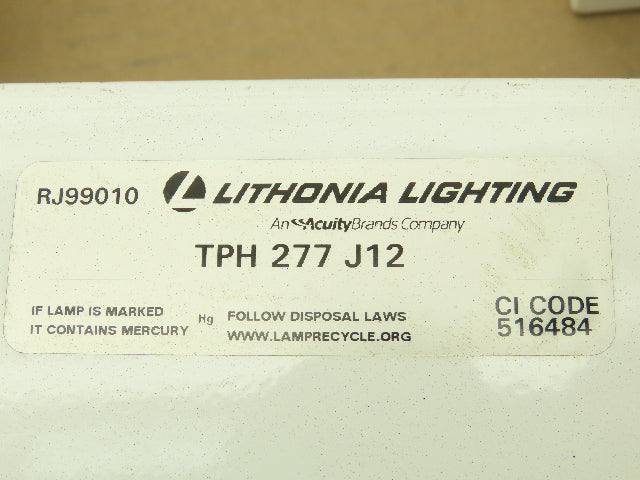 RJ99010 LITHONIA LIGHTING
An AcuityBrands Company
TPH 277 J12
IF LAMP IS MARKED
IT CONTAINS MERCURY
Hg
FOLLOW DISPOSAL LAWS
WWW.LAMPRECYCLE.ORG
CI CODE
516484